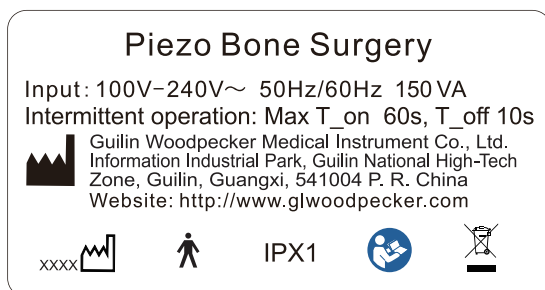 Piezo Bone Surgery
Input: 100V-240V～ 50Hz/60Hz 150 VA
Intermittent operation: Max T_on 60s, T_off 10s
Guilin Woodpecker Medical Instrument Co., Ltd.
Information Industrial Park, Guilin National High-Tech
Zone, Guilin, Guangxi, 541004 P. R. China
Website: http://www.glwoodpecker.com
XXXX IPX1